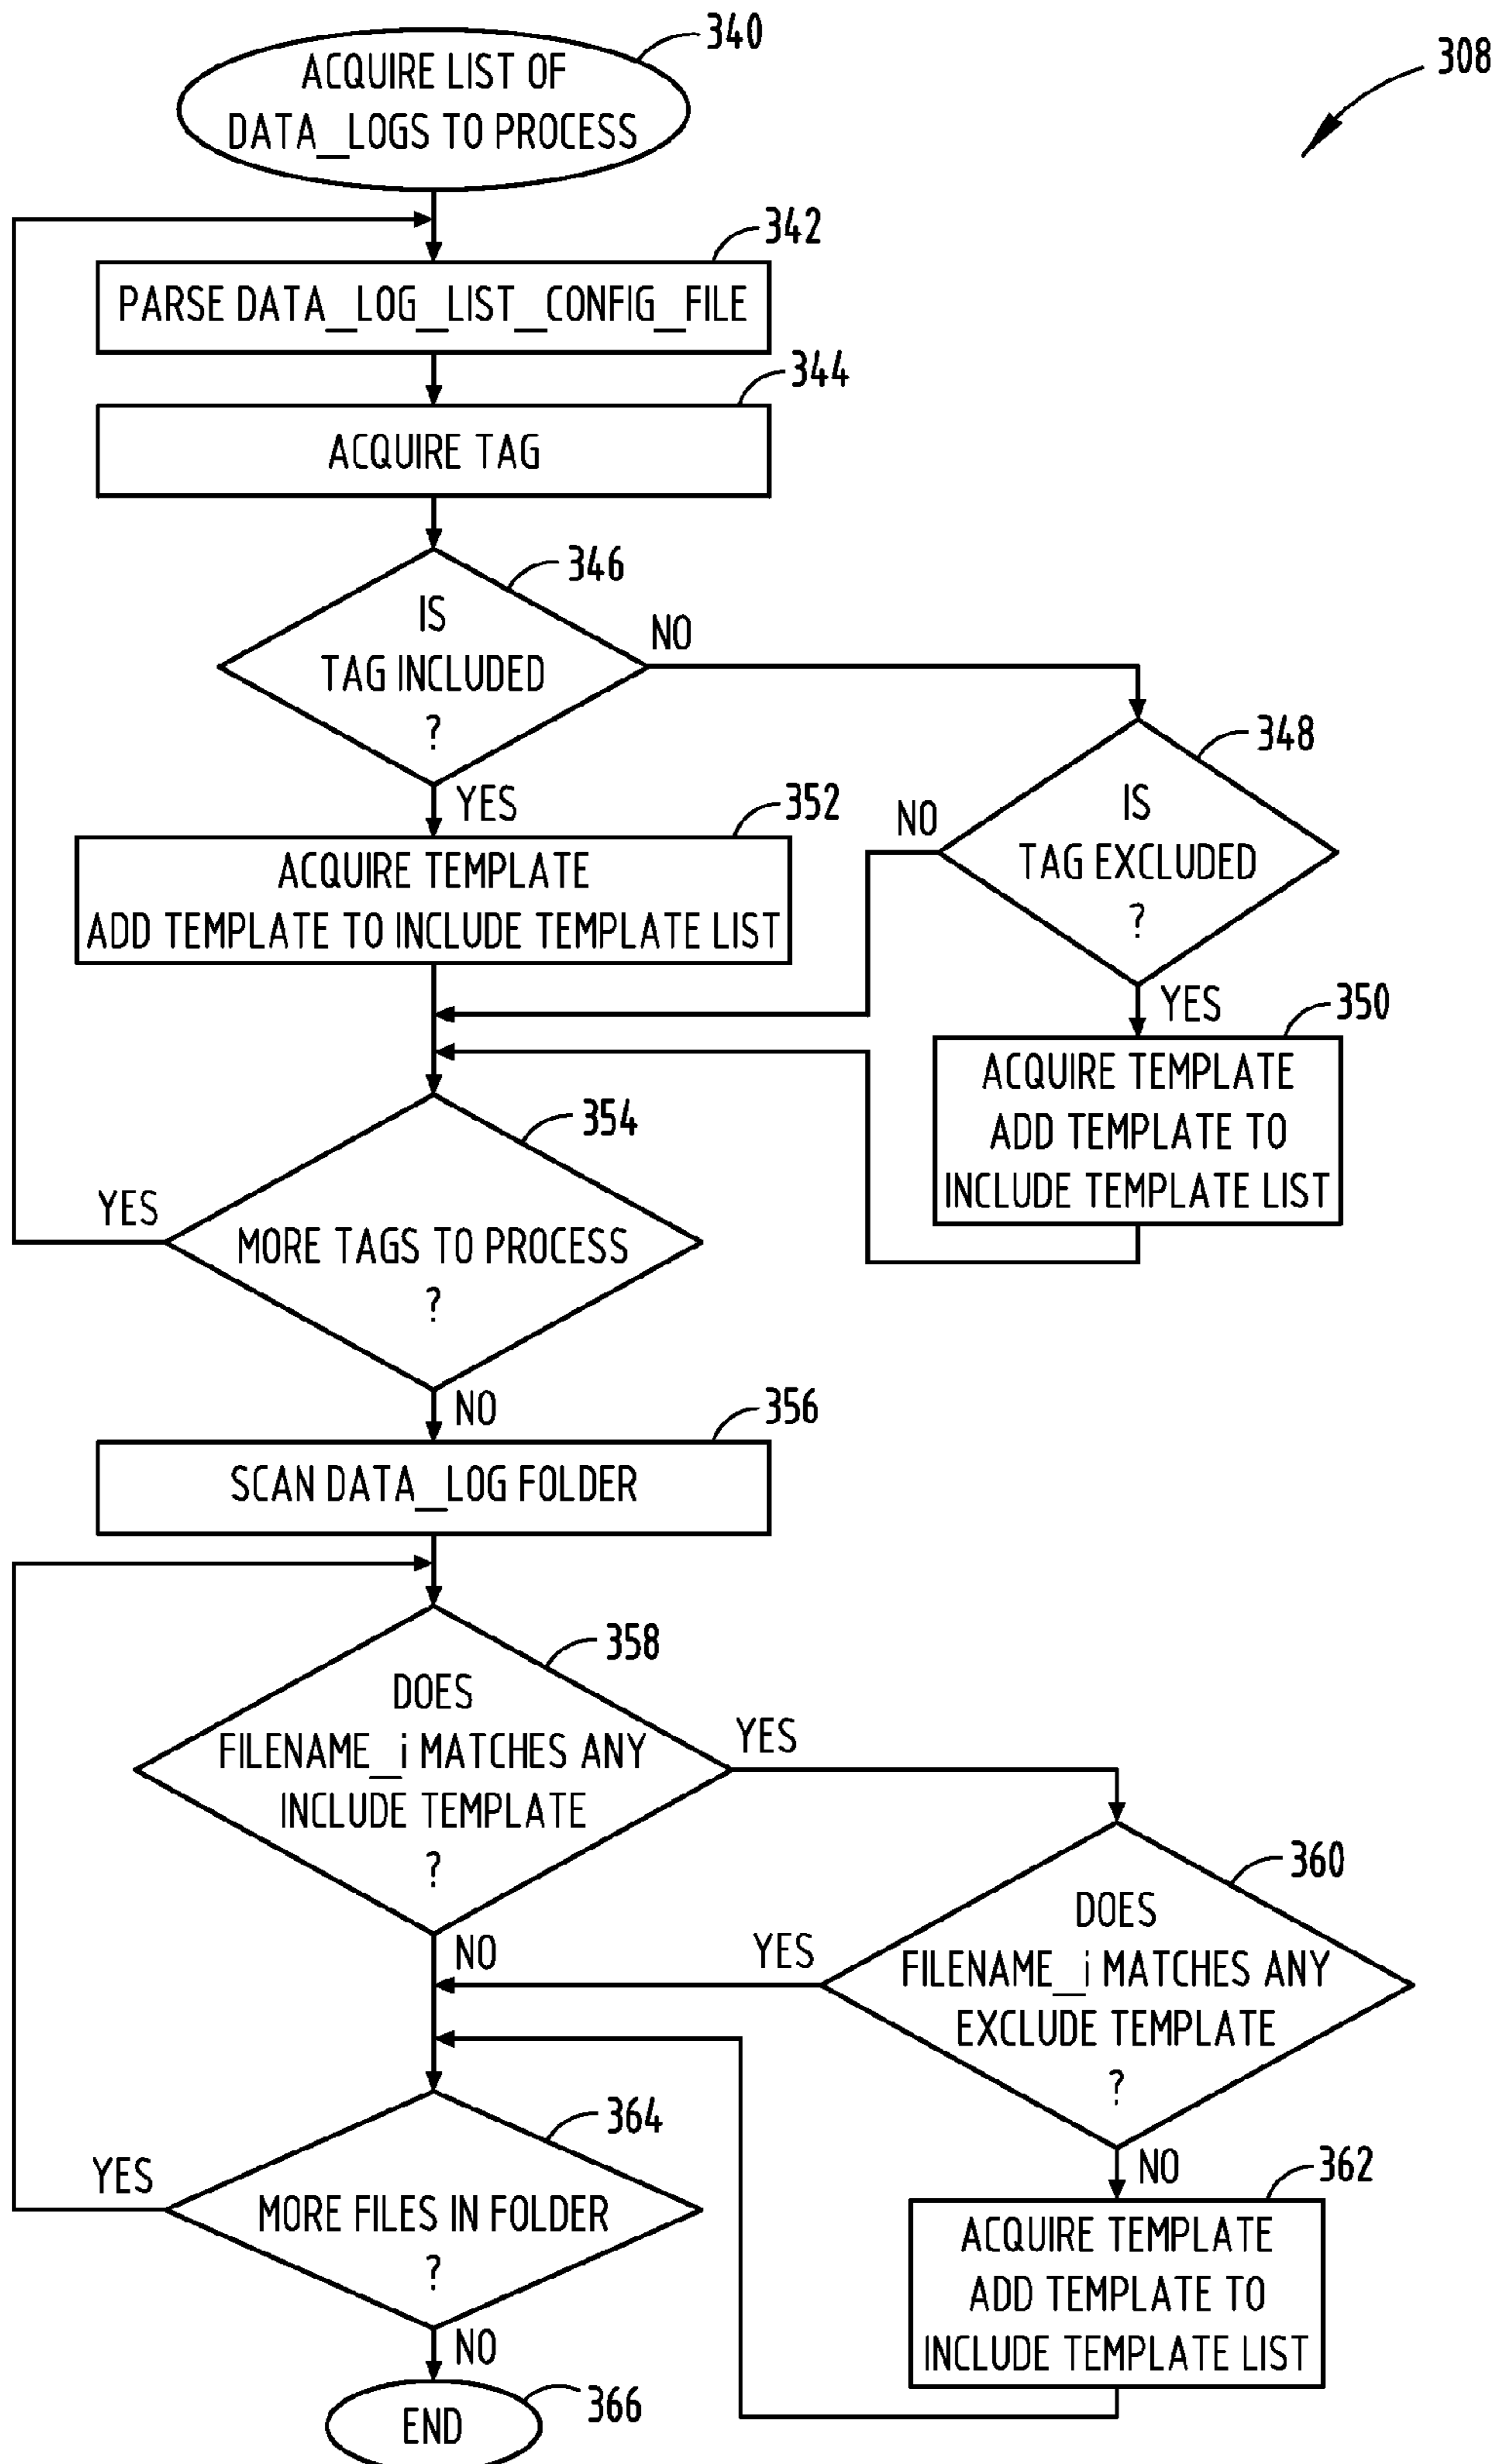 340
308
ACQUIRE LIST OF
DATA_LOGS TO PROCESS
342
PARSE DATA_LOG_LIST_CONFIG_FILE
344
ACQUIRE TAG
346
IS
TAG INCLUDED
?
NO
348
IS
TAG EXCLUDED
?
YES
352
NO
ACQUIRE TEMPLATE
ADD TEMPLATE TO INCLUDE TEMPLATE LIST
YES
350
ACQUIRE TEMPLATE
ADD TEMPLATE TO
INCLUDE TEMPLATE LIST
354
YES
MORE TAGS TO PROCESS
?
NO
356
SCAN DATA_LOG FOLDER
358
DOES
FILENAME_i MATCHES ANY
INCLUDE TEMPLATE
?
YES
360
DOES
FILENAME_i MATCHES ANY
EXCLUDE TEMPLATE
?
NO
YES
364
YES
MORE FILES IN FOLDER
?
NO
362
ACQUIRE TEMPLATE
ADD TEMPLATE TO
INCLUDE TEMPLATE LIST
NO
366
END